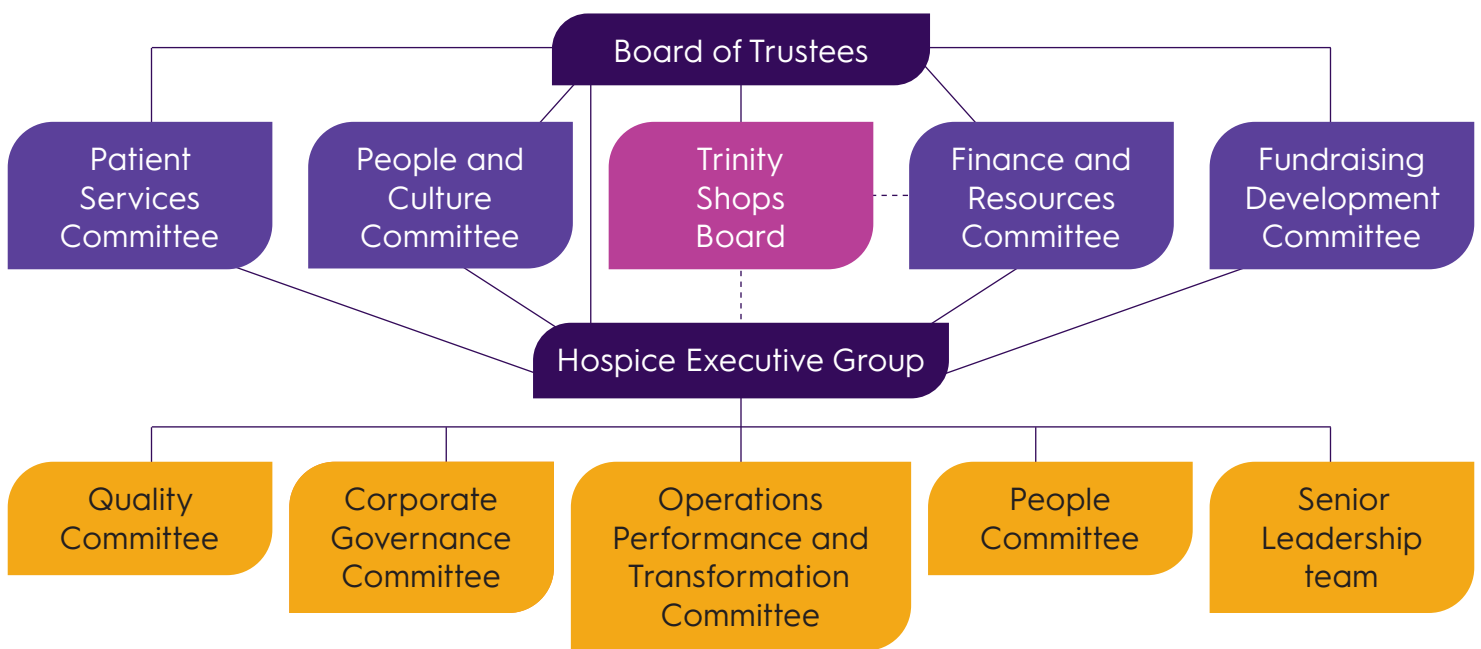 Board of Trustees
Patient
Services
Committee
People and
Culture
Committee
Trinity
Shops
Board
Finance and
Resources
Committee
Fundraising
Development
Committee
Hospice Executive Group
Quality
Committee
Corporate
Governance
Committee
Operations
Performance and
Transformation
Committee
People
Committee
Senior
Leadership
team